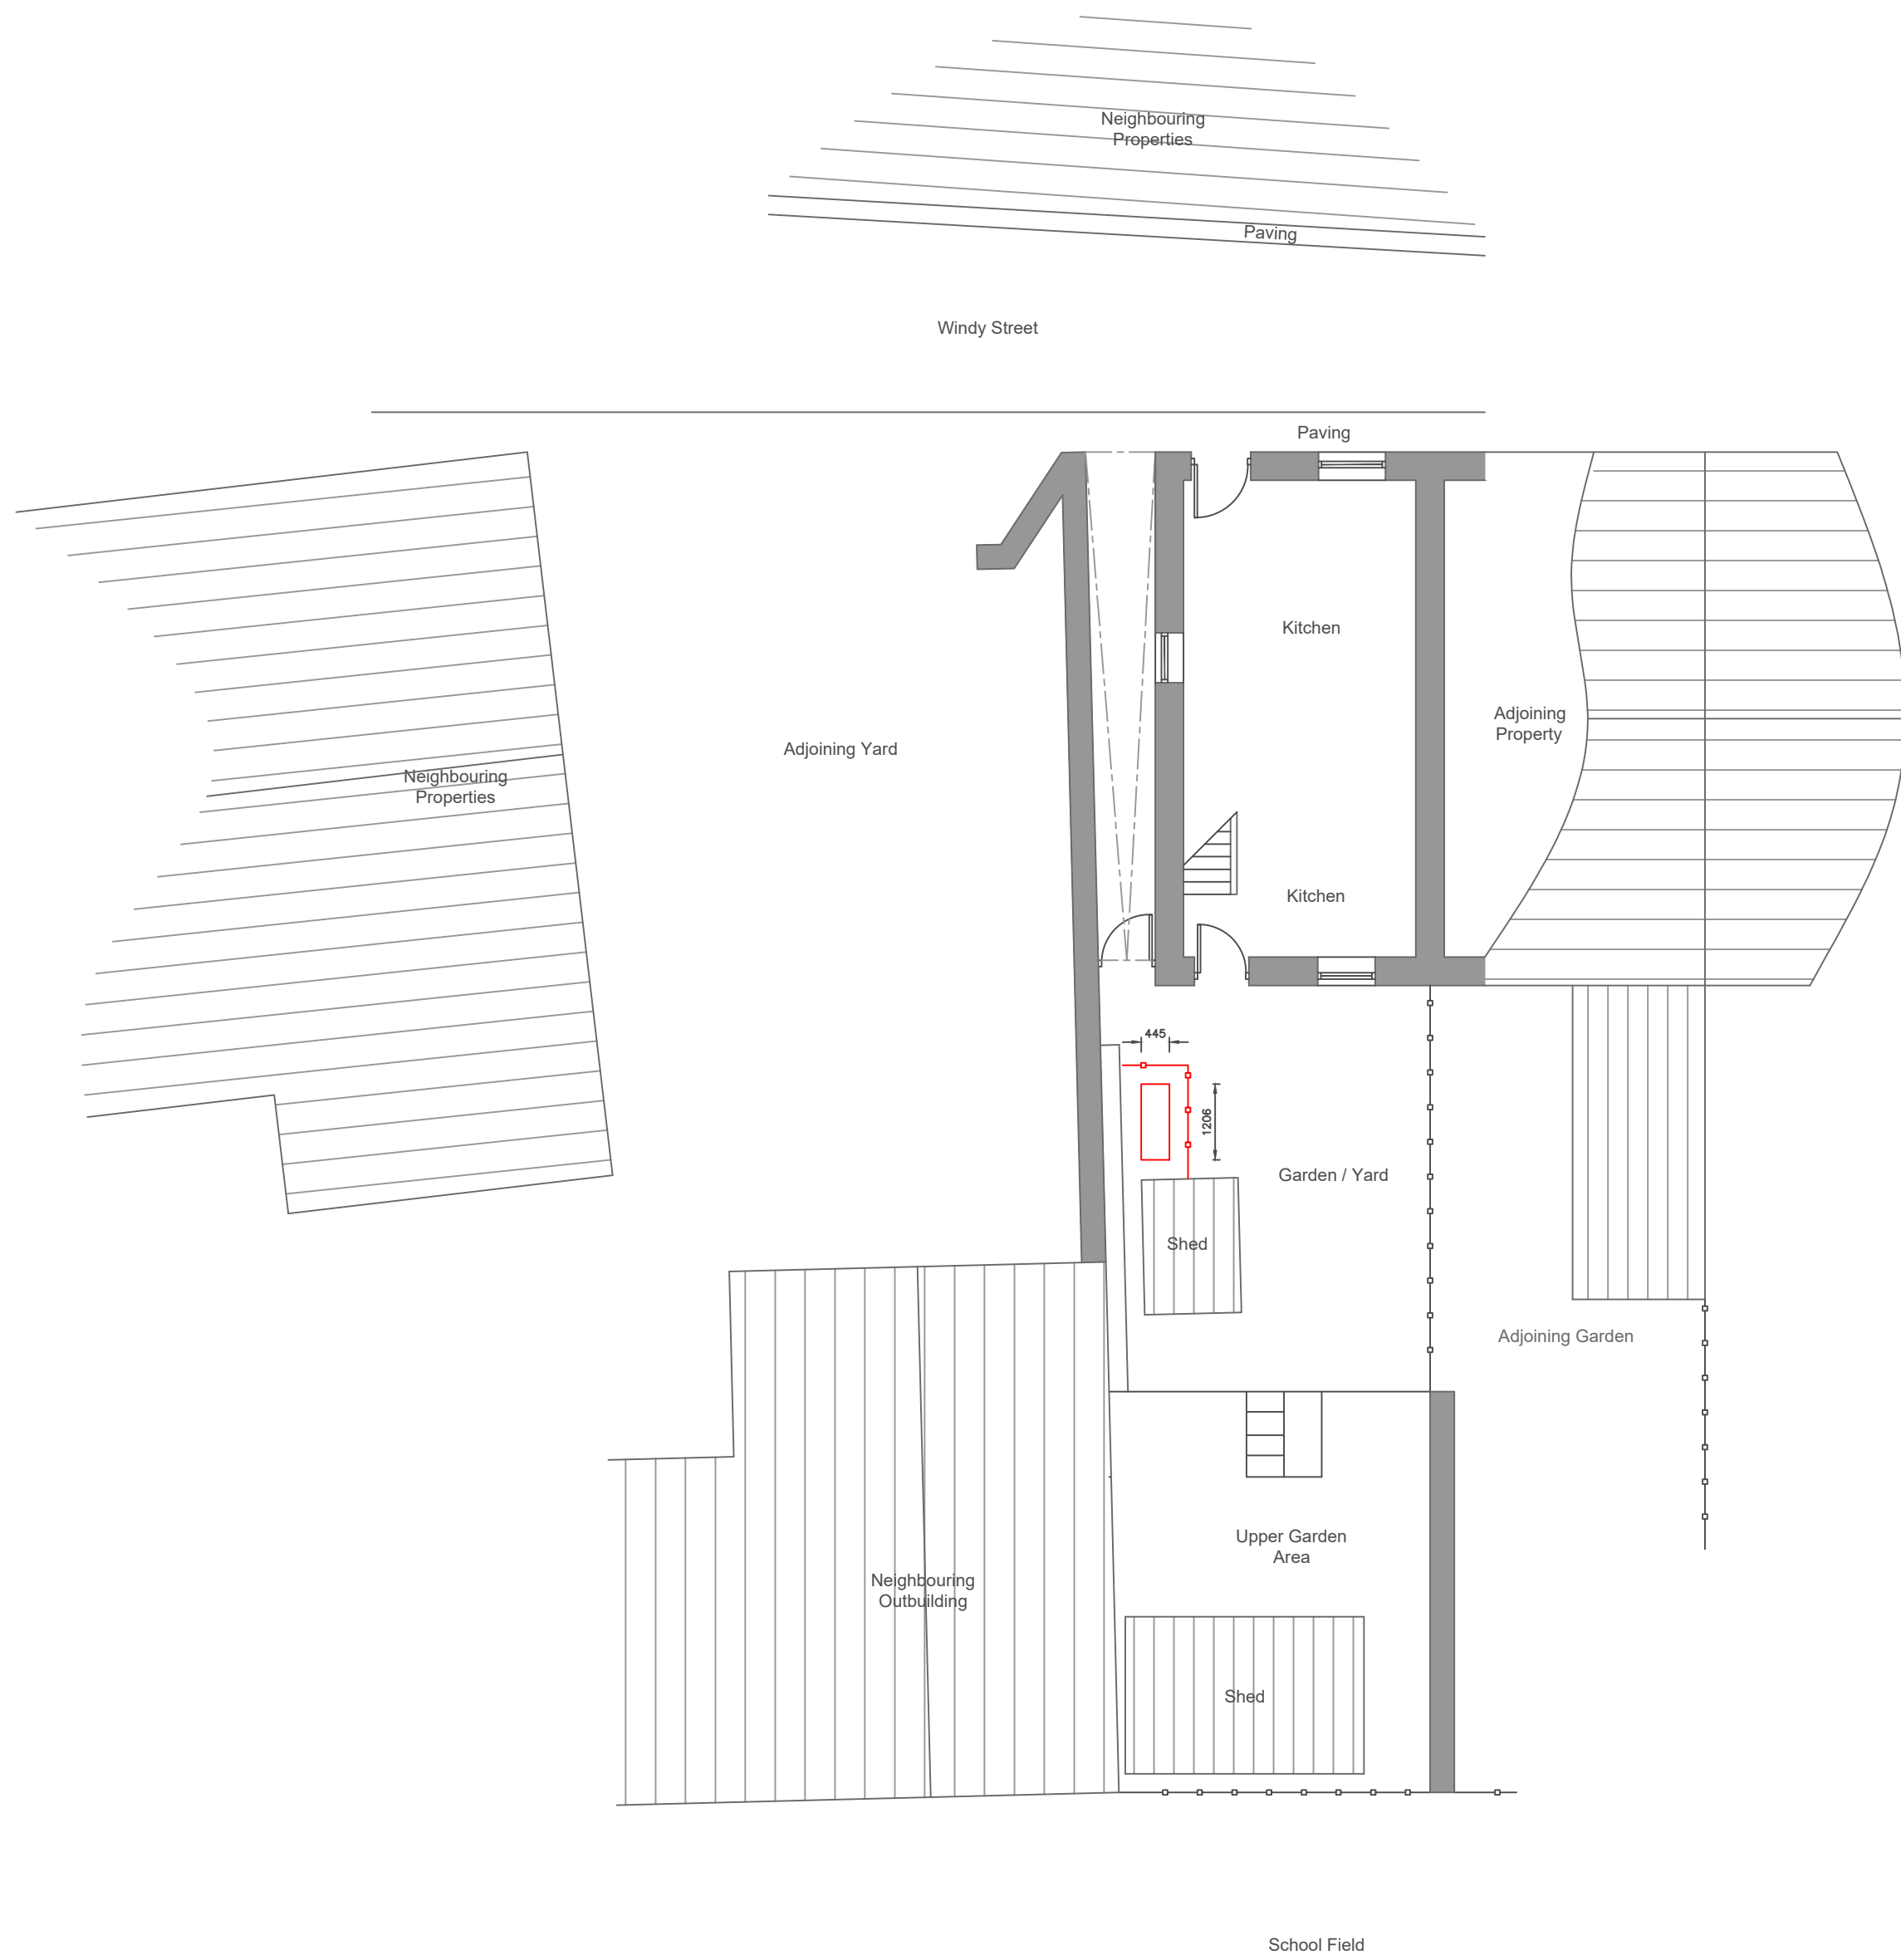 Neighbouring
Properties
Paving
Windy Street
Paving
Kitchen
Adjoining
Property
Adjoining Yard
Neighbouring
Properties
Kitchen
445
1206
Garden / Yard
Shed
Adjoining Garden
Upper Garden
Area
Neighbouring
Outbuilding
Shed
School Field